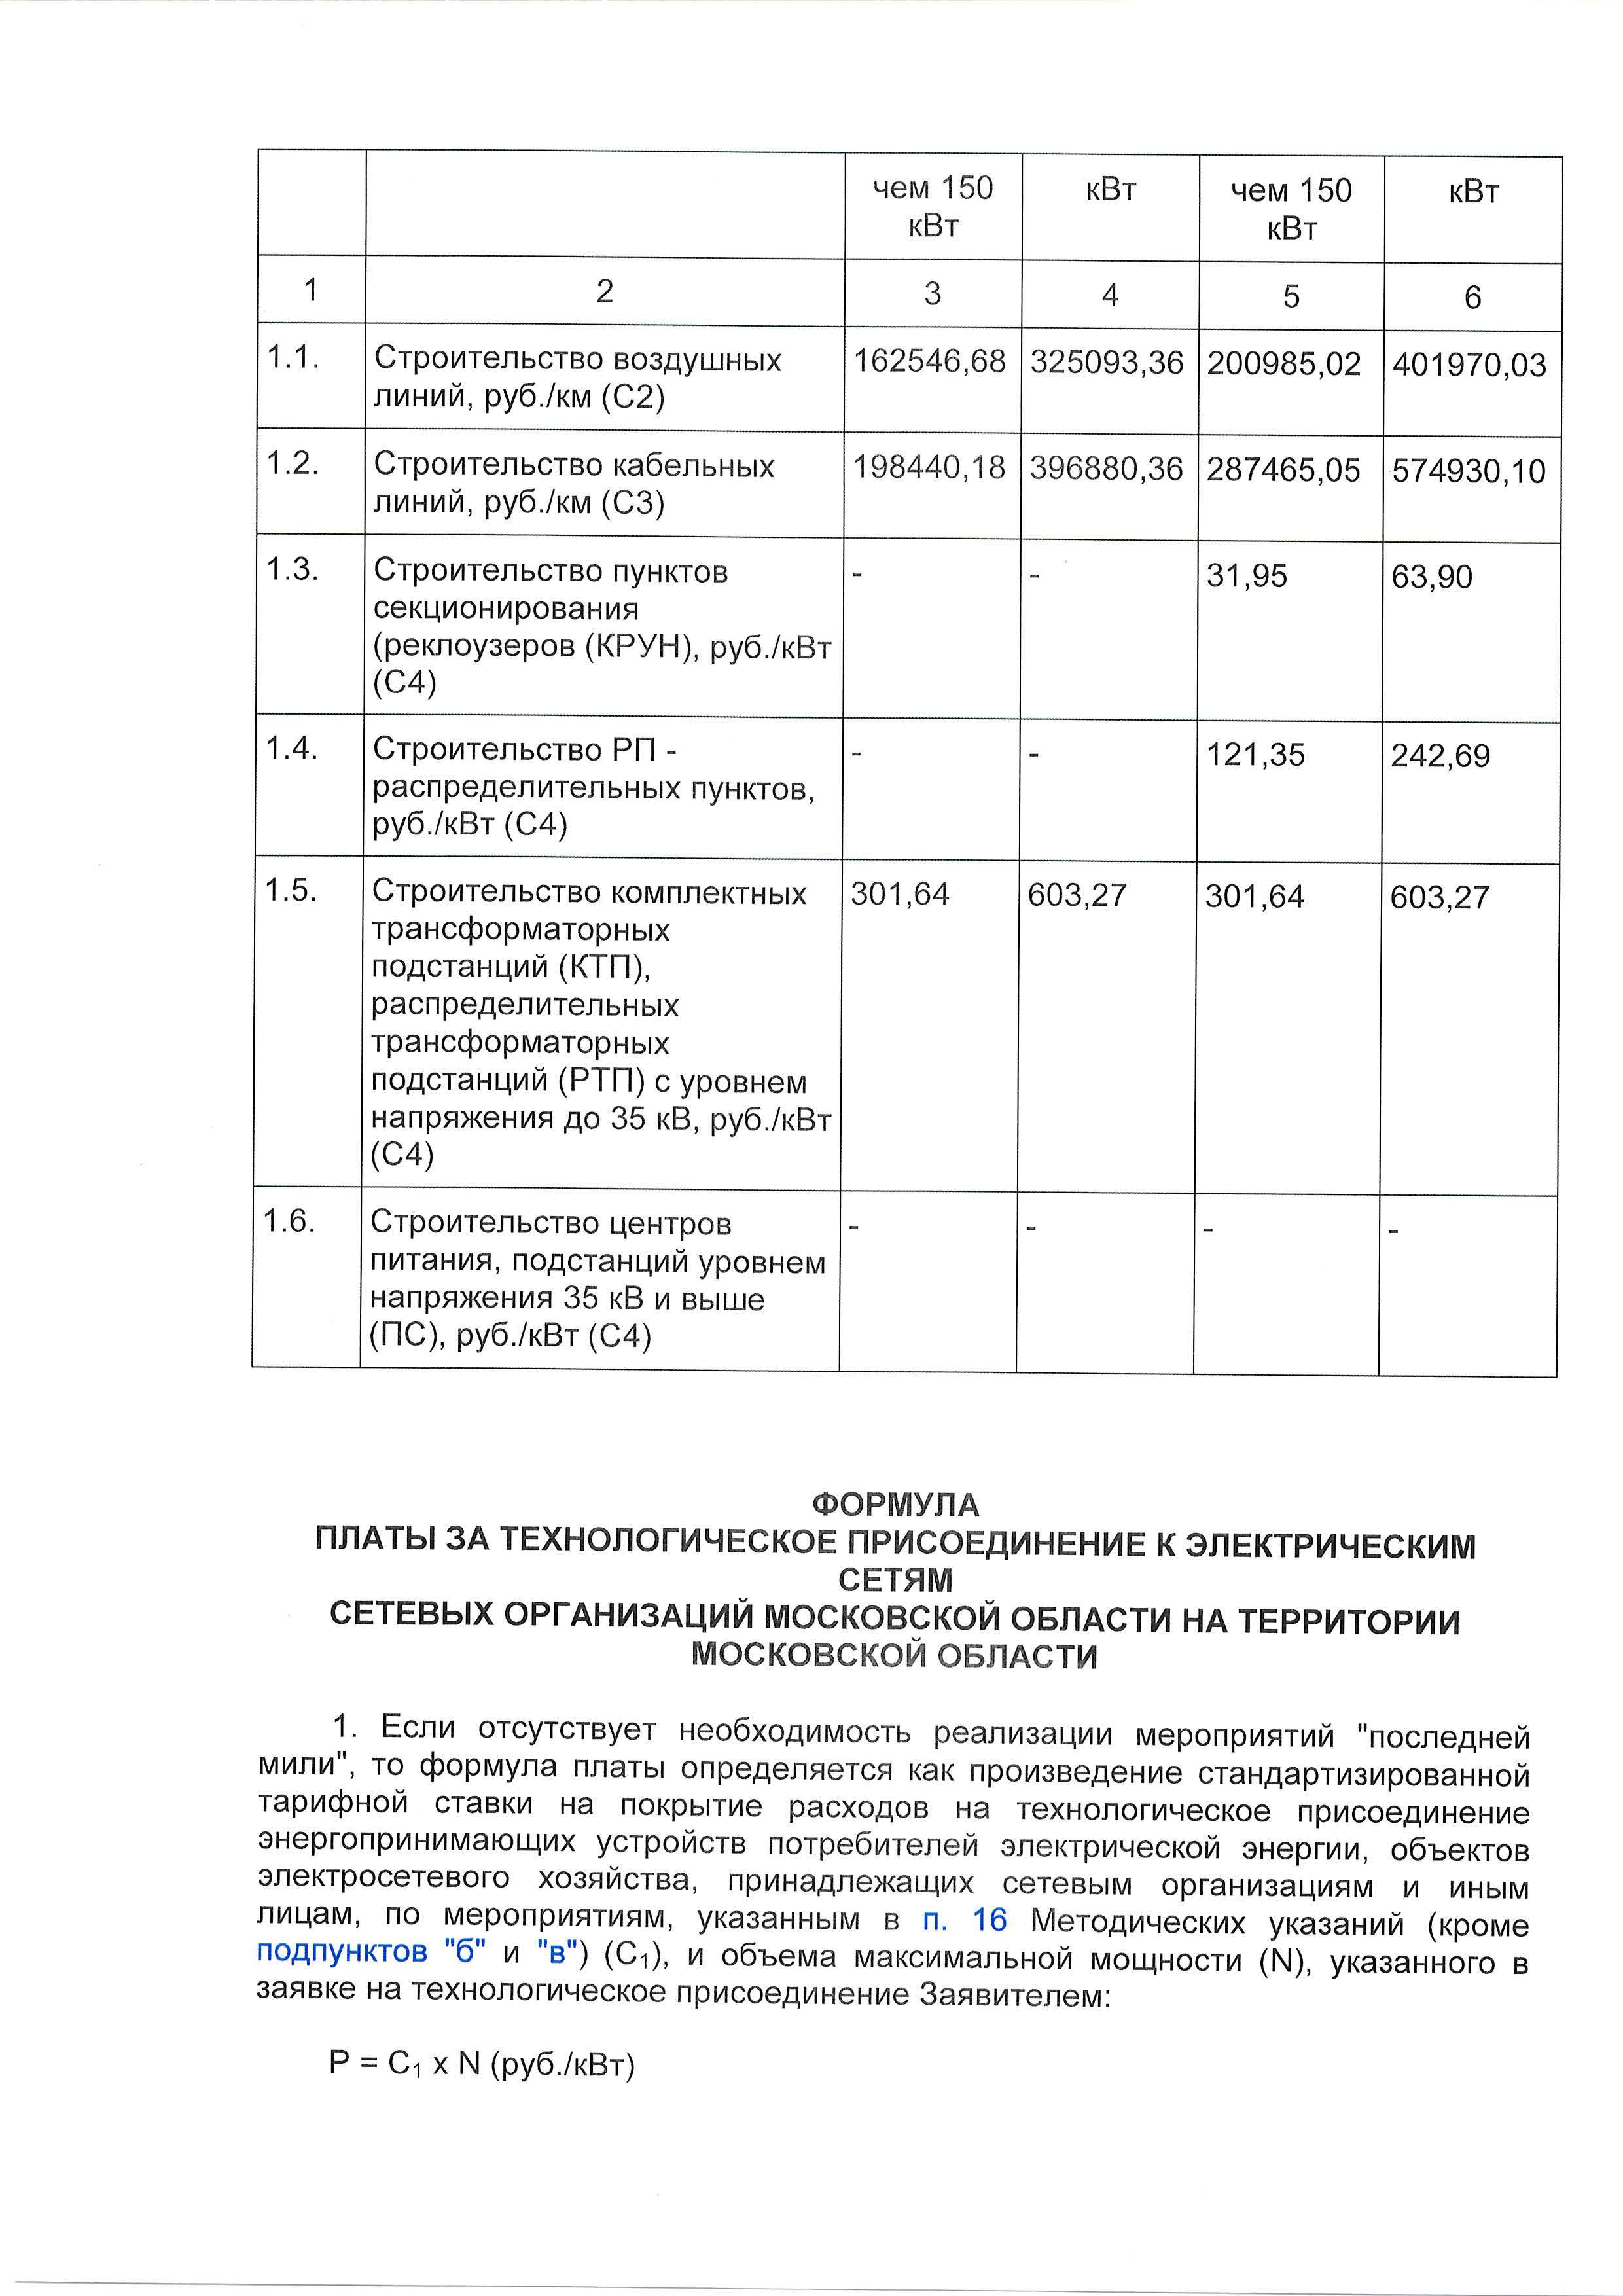 чем 150 кВт чем 150 кВт
кВт кВт
1 2 3 4 5 6
1.1. Строительство воздушных 162546,68 325093,36 200985,02 401970,03
линий, руб./км (С2)
1.2. Строительство кабельных 198440,18 396880,36 287465,05 574930,10
линий, руб./км (С3)
1.3. Строительство пунктов - - 31,95 63,90
секционирования
(реклоузеров (КРУН), руб./кВт
(С4)
1.4. Строительство РП - - - 121,35 242,69
распределительных пунктов,
руб./кВт (С4)
1.5. Строительство комплектных 301,64 603,27 301,64 603,27
трансформаторных
подстанций (КТП),
распределительных
трансформаторных
подстанций (РТП) с уровнем
напряжения до 35 кВ, руб./кВт
(С4)
1.6. Строительство центров - - - -
питания, подстанций уровнем
напряжения 35 кВ и выше
(ПС), руб./кВт (С4)
ФОРМУЛА
ПЛАТЫ ЗА ТЕХНОЛОГИЧЕСКОЕ ПРИСОЕДИНЕНИЕ К ЭЛЕКТРИЧЕСКИМ
СЕТЯМ
СЕТЕВЫХ ОРГАНИЗАЦИЙ МОСКОВСКОЙ ОБЛАСТИ НА ТЕРРИТОРИИ
МОСКОВСКОЙ ОБЛАСТИ
1. Если отсутствует необходимость реализации мероприятий "последней
мили", то формула платы определяется как произведение стандартизированной
тарифной ставки на покрытие расходов на технологическое присоединение
энергопринимающих устройств потребителей электрической энергии, объектов
электросетевого хозяйства, принадлежащих сетевым организациям и иным
лицам, по мероприятиям, указанным в п. 16 Методических указаний (кроме
подпунктов "б" и "в") (С₁), и объема максимальной мощности (N), указанного в
заявке на технологическое присоединение Заявителем:
Р = С₁ х N (руб./кВт)